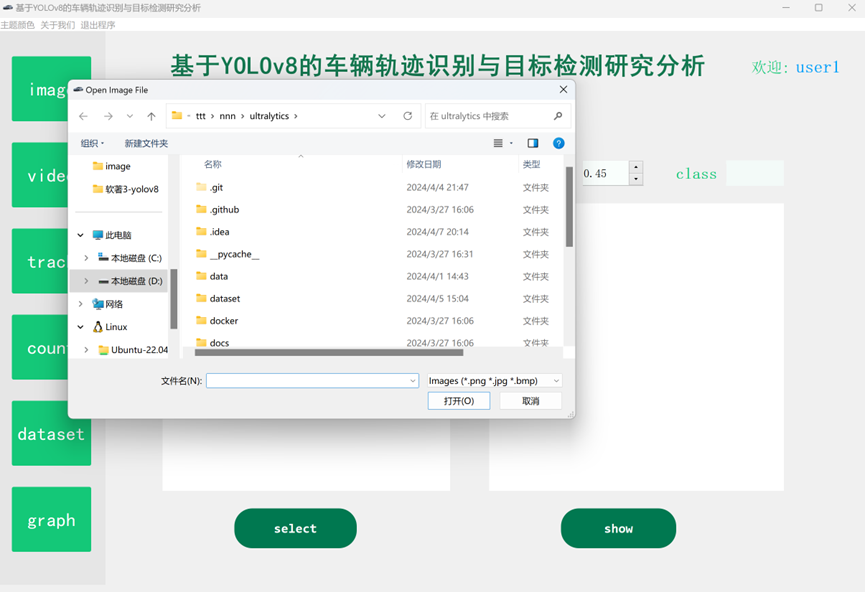 基于YOLOv8的车辆轨迹识别与目标检测研究分析
主题颜色 关于我们 退出程序
基于YOLOv8的车辆轨迹识别与目标检测研究分析
欢迎: user1
image
Open Image File
ttt › nnn › ultralytics ›
在 ultralytics 中搜索
组织
新建文件夹
名称 修改日期 类型
image
软著3-yolov8
此电脑
本地磁盘 (C:)
本地磁盘 (D:)
网络
Linux
Ubuntu-22.04
.git 2024/4/4 21:47 文件夹
.github 2024/3/27 16:06 文件夹
.idea 2024/4/7 20:14 文件夹
__pycache__ 2024/3/27 16:31 文件夹
data 2024/4/1 14:43 文件夹
dataset 2024/4/5 15:04 文件夹
docker 2024/3/27 16:06 文件夹
docs 2024/3/27 16:06 文件夹
文件名(N):
Images (*.png *.jpg *.bmp)
打开(O)
取消
0.45
class
vide
trac
coun
dataset
graph
select
show